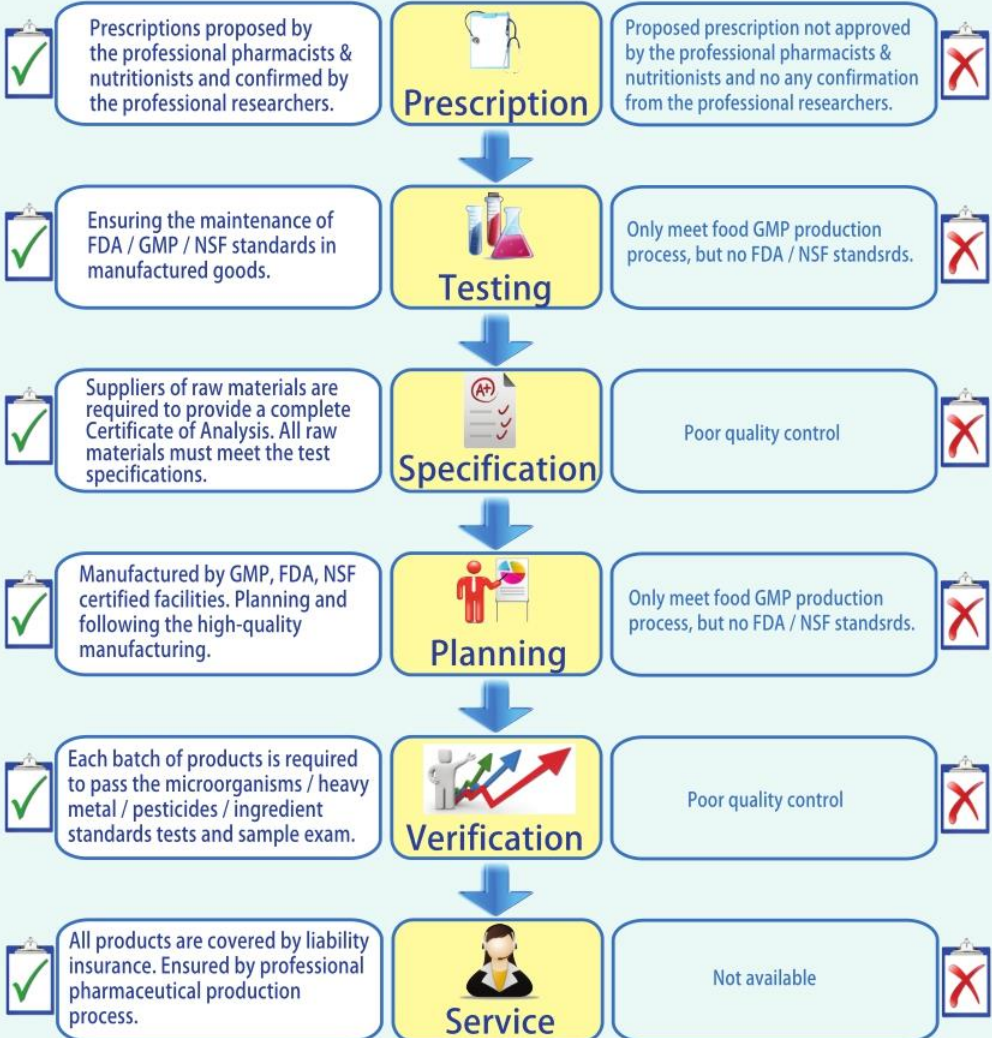 Prescriptions proposed by
the professional pharmacists &
nutritionists and confirmed by
the professional researchers.
Prescription
Proposed prescription not approved
by the professional pharmacists &
nutritionists and no any confirmation
from the professional researchers.
Ensuring the maintenance of
FDA / GMP / NSF standards in
manufactured goods.
Testing
Only meet food GMP production
process, but no FDA / NSF standsrds.
Suppliers of raw materials are
required to provide a complete
Certificate of Analysis. All raw
materials must meet the test
specifications.
A+
Specification
Poor quality control
Manufactured by GMP, FDA, NSF
certified facilities. Planning and
following the high-quality
manufacturing.
Planning
Only meet food GMP production
process, but no FDA / NSF standsrds.
Each batch of products is required
to pass the microorganisms / heavy
metal / pesticides / ingredient
standards tests and sample exam.
Verification
Poor quality control
All products are covered by liability
insurance. Ensured by professional
pharmaceutical production
process.
Service
Not available